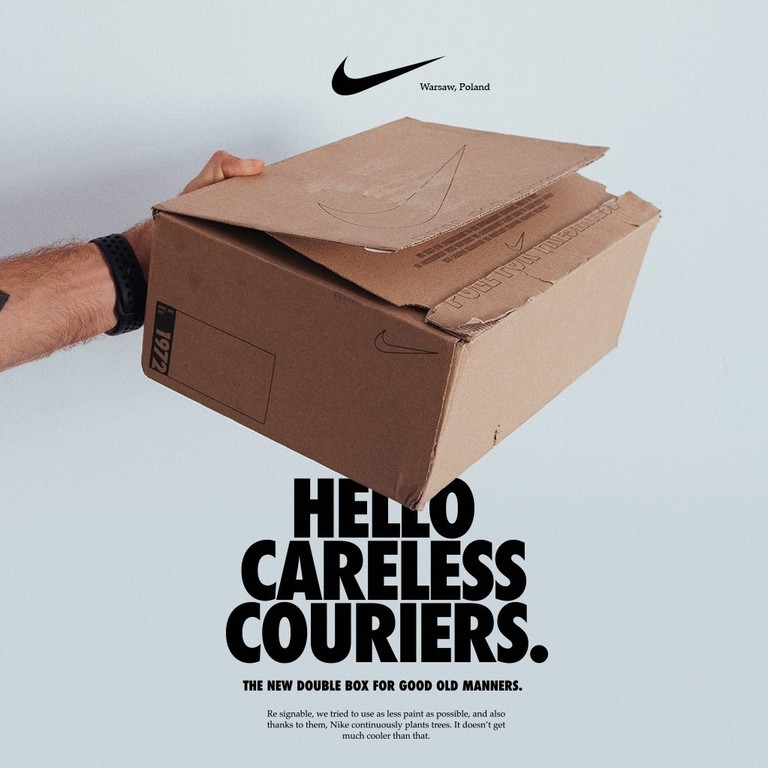 Warsaw, Poland
1972
HELLO
CARELESS
COURIERS.
THE NEW DOUBLE BOX FOR GOOD OLD MANNERS.
Re signable, we tried to use as less paint as possible, and also
thanks to them, Nike continuously plants trees. It doesn't get
much cooler than that.